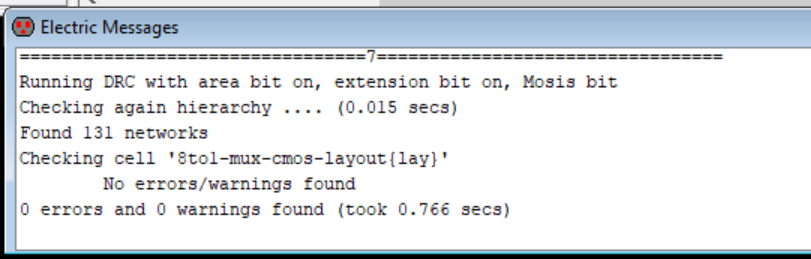 Electric Messages
=================================7=================================
Running DRC with area bit on, extension bit on, Mosis bit
Checking again hierarchy .... (0.015 secs)
Found 131 networks
Checking cell '8to1-mux-cmos-layout{lay}'
No errors/warnings found
0 errors and 0 warnings found (took 0.766 secs)